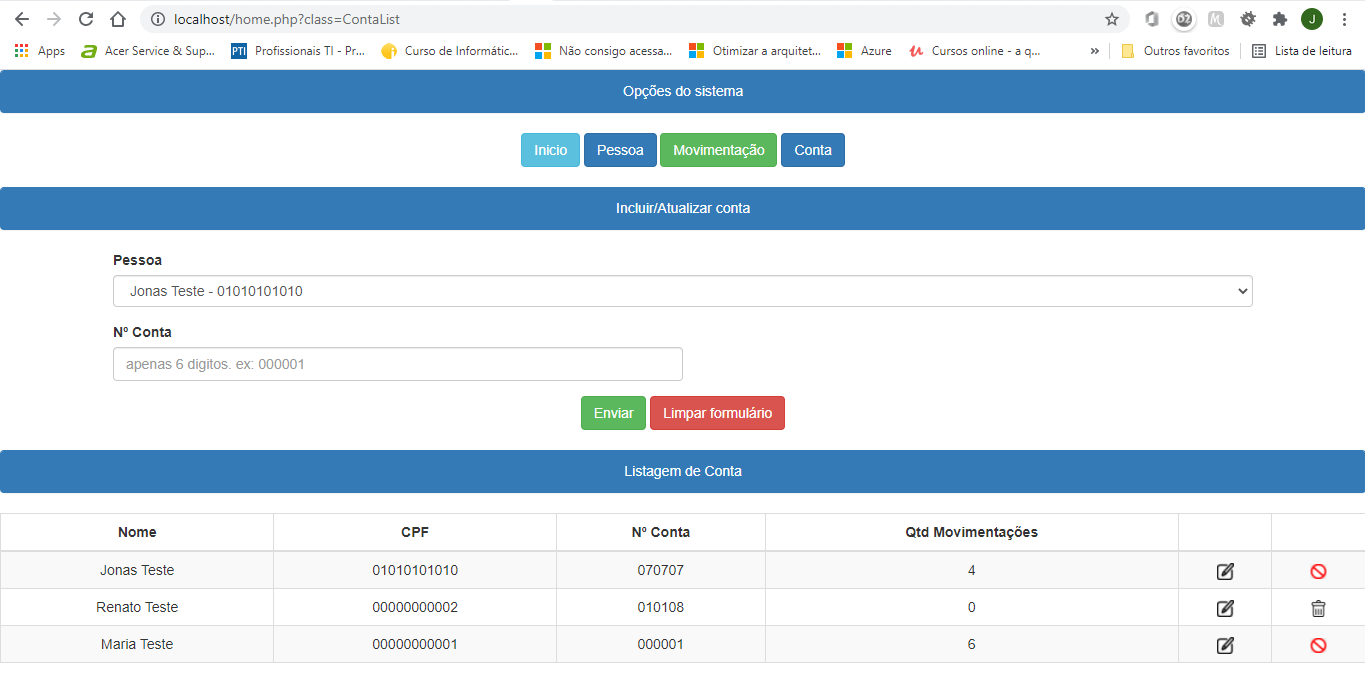 localhost/home.php?class=ContaList
J
Apps Acer Service & Sup... PTI Profissionais TI - Pr... Curso de Informátic... Não consigo acessa... Otimizar a arquitet... Azure Cursos online - a q... » Outros favoritos Lista de leitura
Opções do sistema
Inicio Pessoa Movimentação Conta
Incluir/Atualizar conta
Pessoa
Jonas Teste - 01010101010
Nº Conta
apenas 6 digitos. ex: 000001
Enviar Limpar formulário
Listagem de Conta
Nome CPF Nº Conta Qtd Movimentações
Jonas Teste 01010101010 070707 4
Renato Teste 00000000002 010108 0
Maria Teste 00000000001 000001 6